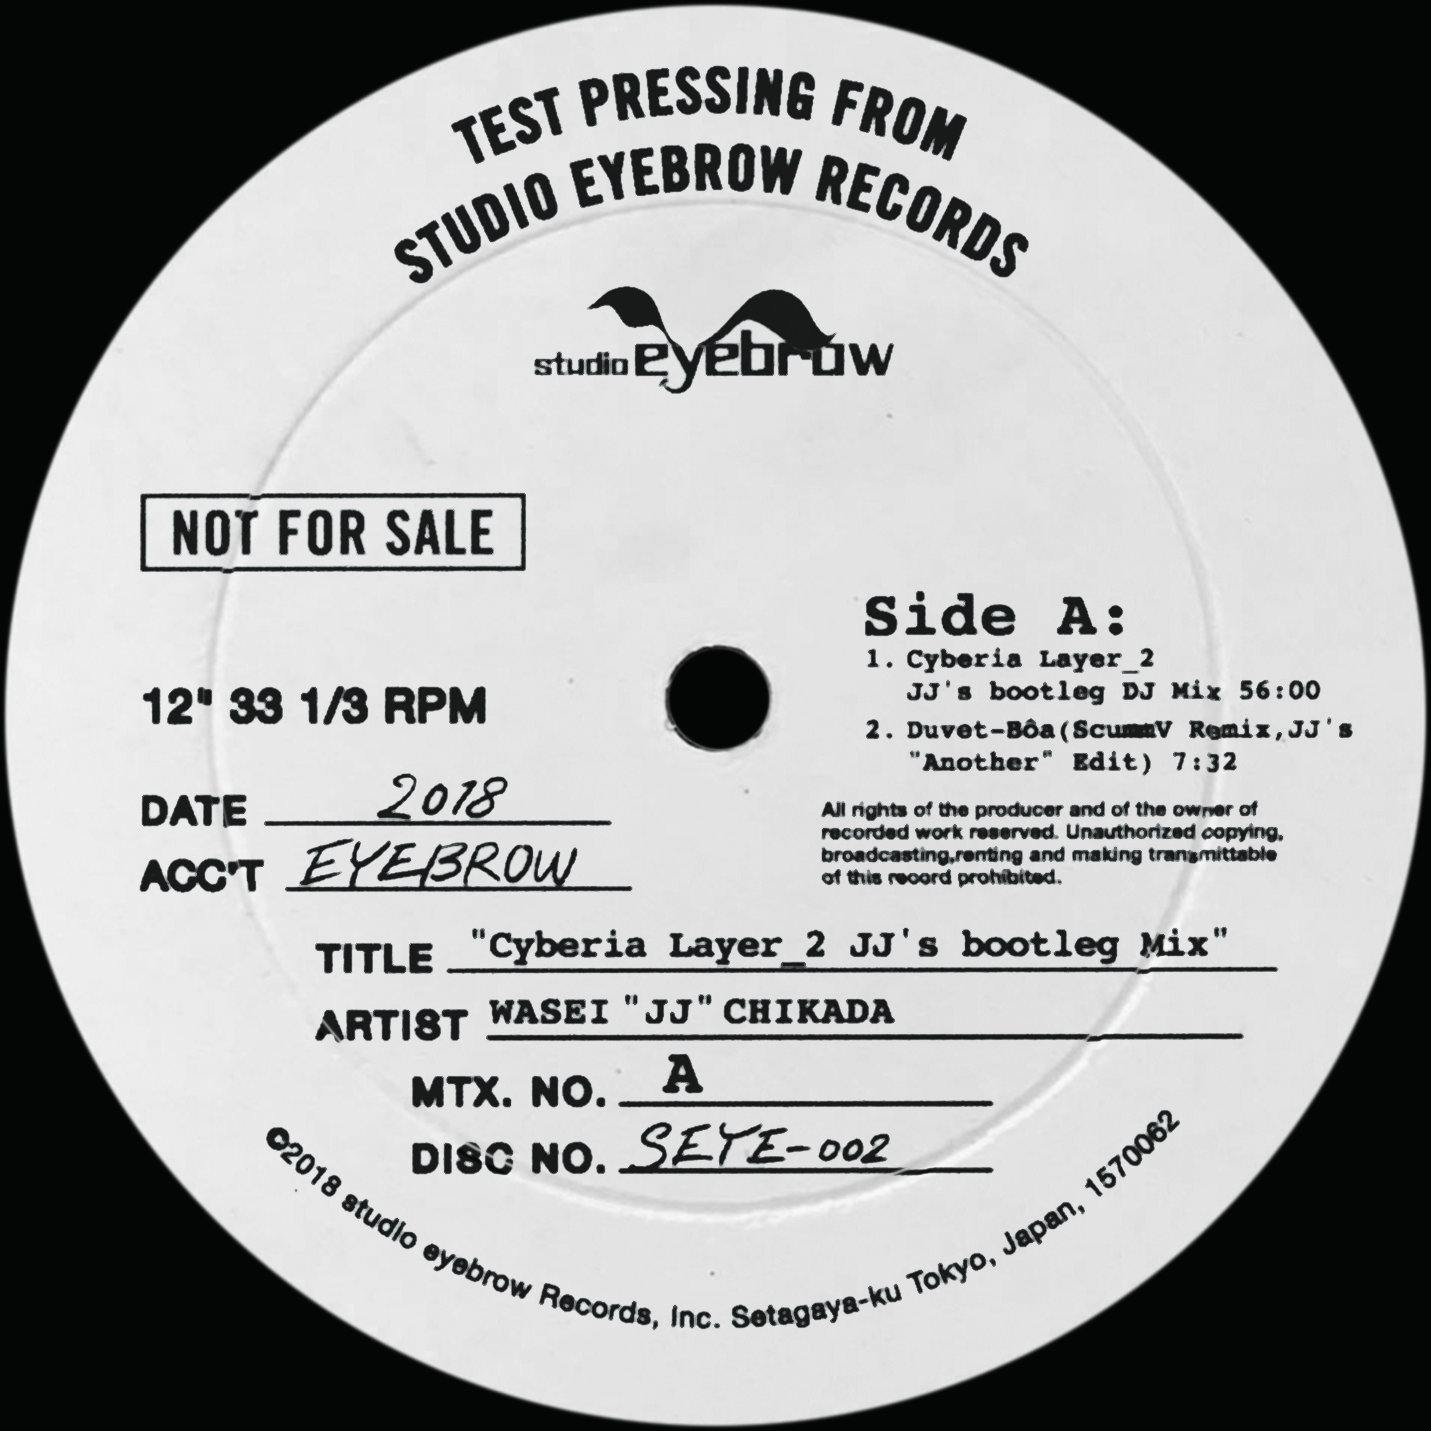 TEST PRESSING FROM
STUDIO EYEBROW RECORDS
studio eyebrow
NOT FOR SALE
12" 33 1/3 RPM
DATE 2018
ACC'T EYEBROW
Side A:
1. Cyberia Layer_2
JJ's bootleg DJ Mix 56:00
2. Duvet-Bôa(ScummV Remix,JJ's
"Another" Edit) 7:32
All rights of the producer and of the owner of
recorded work reserved. Unauthorized copying,
broadcasting,renting and making transmittable
of this record prohibited.
TITLE "Cyberia Layer_2 JJ's bootleg Mix"
ARTIST WASEI "JJ" CHIKADA
MTX. NO. A
DISC NO. SEYE-002
©2018 studio eyebrow Records, Inc. Setagaya-ku Tokyo, Japan, 1570062